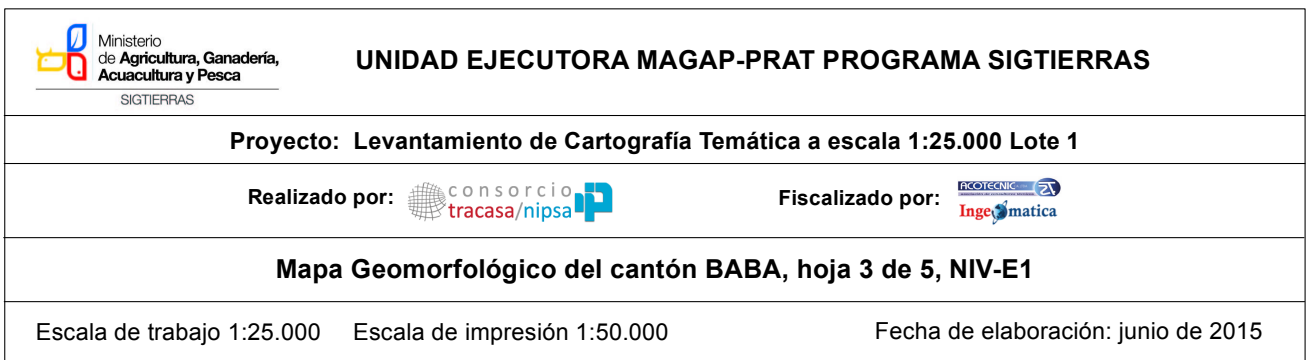 Ministerio
de Agricultura, Ganadería,
Acuacultura y Pesca
SIGTIERRAS
UNIDAD EJECUTORA MAGAP-PRAT PROGRAMA SIGTIERRAS
Proyecto: Levantamiento de Cartografía Temática a escala 1:25.000 Lote 1
Realizado por: consorcio
tracasa/nipsa
Fiscalizado por: ACOTECNIC
Ingeomatica
Mapa Geomorfológico del cantón BABA, hoja 3 de 5, NIV-E1
Escala de trabajo 1:25.000 Escala de impresión 1:50.000 Fecha de elaboración: junio de 2015